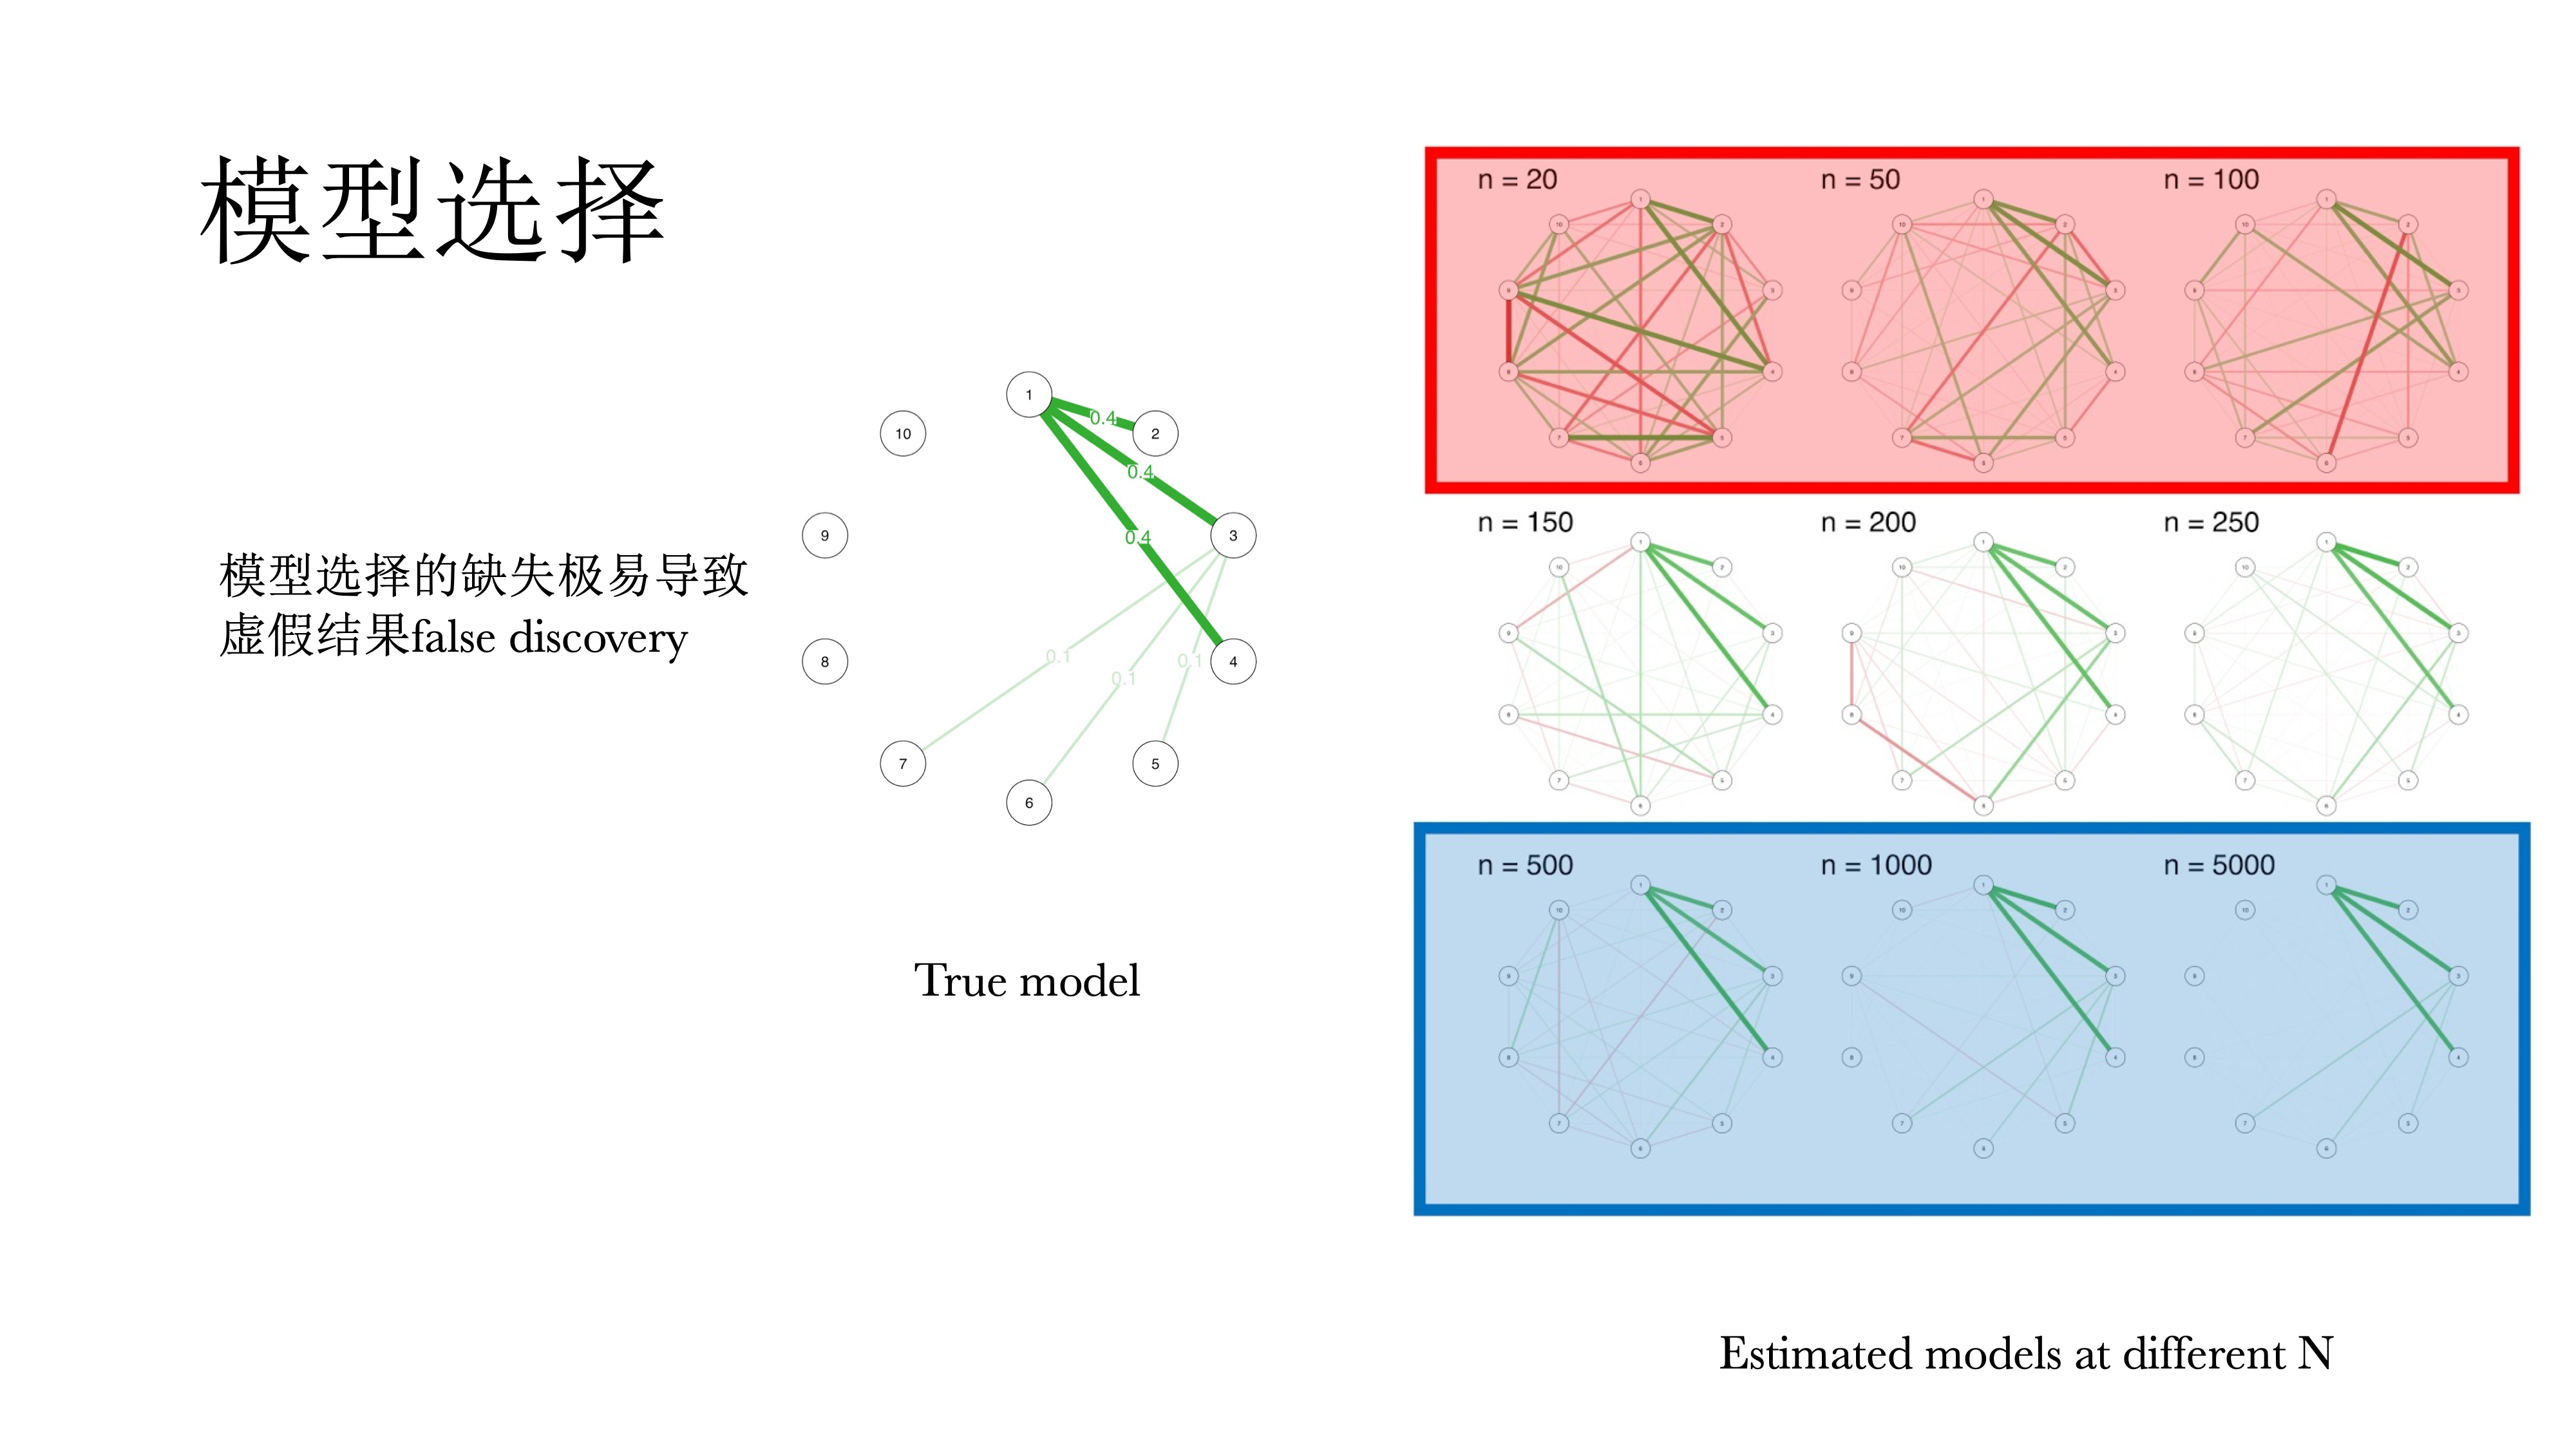 模型选择
模型选择的缺失极易导致
虚假结果false discovery
1
10
0.4
2
0.4
9
0.4
3
8
0.1
0.1
0.1
4
7
5
6
True model
n = 20
n = 50
n = 100
n = 150
n = 200
n = 250
n = 500
n = 1000
n = 5000
Estimated models at different N